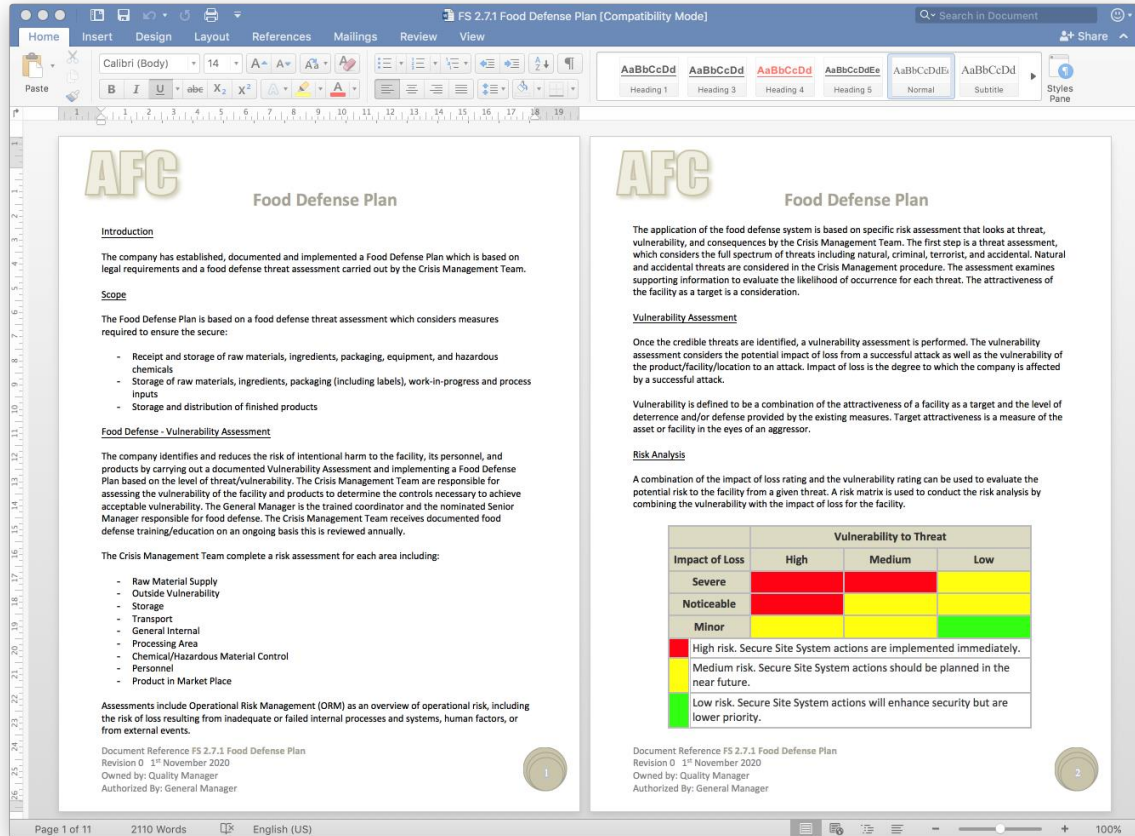 FS 2.7.1 Food Defense Plan [Compatibility Mode]
Search in Document
Home Insert Design Layout References Mailings Review View
Share
Paste
Calibri (Body) 14
AaBbCcDd AaBbCcDd AaBbCcDd AaBbCcDdEe AaBbCcDdEe AaBbCcDd
Heading 1 Heading 3 Heading 4 Heading 5 Normal Subtitle
Styles
Pane
AFC
Food Defense Plan
Introduction
The company has established, documented and implemented a Food Defense Plan which is based on
legal requirements and a food defense threat assessment carried out by the Crisis Management Team.
Scope
The Food Defense Plan is based on a food defense threat assessment which considers measures
required to ensure the secure:
- Receipt and storage of raw materials, ingredients, packaging, equipment, and hazardous
chemicals
- Storage of raw materials, ingredients, packaging (including labels), work-in-progress and process
inputs
- Storage and distribution of finished products
Food Defense - Vulnerability Assessment
The company identifies and reduces the risk of intentional harm to the facility, its personnel, and
products by carrying out a documented Vulnerability Assessment and implementing a Food Defense
Plan based on the level of threat/vulnerability. The Crisis Management Team are responsible for
assessing the vulnerability of the facility and products to determine the controls necessary to achieve
acceptable vulnerability. The General Manager is the trained coordinator and the nominated Senior
Manager responsible for food defense. The Crisis Management Team receives documented food
defense training/education on an ongoing basis this is reviewed annually.
The Crisis Management Team complete a risk assessment for each area including:
- Raw Material Supply
- Outside Vulnerability
- Storage
- Transport
- General Internal
- Processing Area
- Chemical/Hazardous Material Control
- Personnel
- Product in Market Place
Assessments include Operational Risk Management (ORM) as an overview of operational risk, including
the risk of loss resulting from inadequate or failed internal processes and systems, human factors, or
from external events.
Document Reference FS 2.7.1 Food Defense Plan
Revision 0 1st November 2020
Owned by: Quality Manager
Authorized By: General Manager
1
AFC
Food Defense Plan
The application of the food defense system is based on specific risk assessment that looks at threat,
vulnerability, and consequences by the Crisis Management Team. The first step is a threat assessment,
which considers the full spectrum of threats including natural, criminal, terrorist, and accidental. Natural
and accidental threats are considered in the Crisis Management procedure. The assessment examines
supporting information to evaluate the likelihood of occurrence for each threat. The attractiveness of
the facility as a target is a consideration.
Vulnerability Assessment
Once the credible threats are identified, a vulnerability assessment is performed. The vulnerability
assessment considers the potential impact of loss from a successful attack as well as the vulnerability of
the product/facility/location to an attack. Impact of loss is the degree to which the company is affected
by a successful attack.
Vulnerability is defined to be a combination of the attractiveness of a facility as a target and the level of
deterrence and/or defense provided by the existing measures. Target attractiveness is a measure of the
asset or facility in the eyes of an aggressor.
Risk Analysis
A combination of the impact of loss rating and the vulnerability rating can be used to evaluate the
potential risk to the facility from a given threat. A risk matrix is used to conduct the risk analysis by
combining the vulnerability with the impact of loss for the facility.
Vulnerability to Threat
Impact of Loss High Medium Low
Severe
Noticeable
Minor
High risk. Secure Site System actions are implemented immediately.
Medium risk. Secure Site System actions should be planned in the
near future.
Low risk. Secure Site System actions will enhance security but are
lower priority.
Document Reference FS 2.7.1 Food Defense Plan
Revision 0 1st November 2020
Owned by: Quality Manager
Authorized By: General Manager
2
Page 1 of 11 2110 Words English (US) 100%